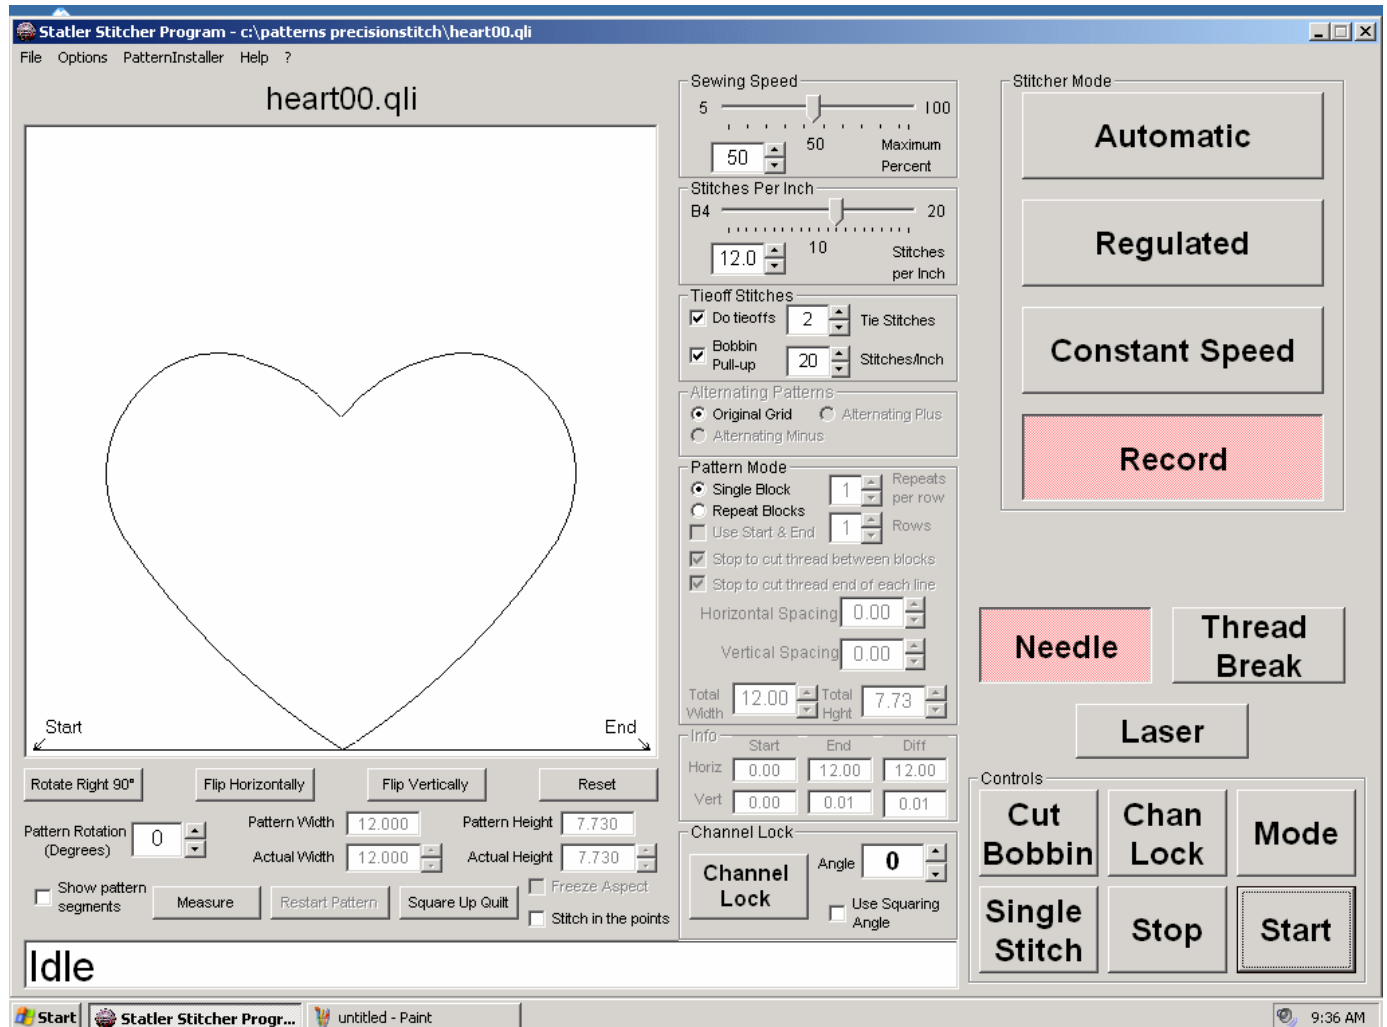 Statler Stitcher Program - c:\patterns precisionstitch\heart00.qli
File Options PatternInstaller Help ?
heart00.qli
Start
End
Rotate Right 90°
Flip Horizontally
Flip Vertically
Reset
Pattern Rotation
(Degrees)
0
Pattern Width
12.000
Pattern Height
7.730
Actual Width
12.000
Actual Height
7.730
Show pattern
segments
Measure
Restart Pattern
Square Up Quilt
Freeze Aspect
Stitch in the points
Idle
Sewing Speed
5
100
50
50
Maximum
Percent
Stitches Per Inch
B4
20
12.0
10
Stitches
per Inch
Tieoff Stitches
Do tieoffs
2
Tie Stitches
Bobbin
Pull-up
20
Stitches/Inch
Alternating Patterns
Original Grid
Alternating Plus
Alternating Minus
Pattern Mode
Single Block
1
Repeats
per row
Repeat Blocks
Use Start & End
1
Rows
Stop to cut thread between blocks
Stop to cut thread end of each line
Horizontal Spacing
0.00
Vertical Spacing
0.00
Total
Width
12.00
Total
Hght
7.73
Info
Start End Diff
Horiz 0.00 12.00 12.00
Vert 0.00 0.01 0.01
Channel Lock
Channel
Lock
Angle
0
Use Squaring
Angle
Stitcher Mode
Automatic
Regulated
Constant Speed
Record
Needle
Thread
Break
Laser
Controls
Cut
Bobbin
Chan
Lock
Mode
Single
Stitch
Stop
Start
Start
Statler Stitcher Progr...
untitled - Paint
9:36 AM